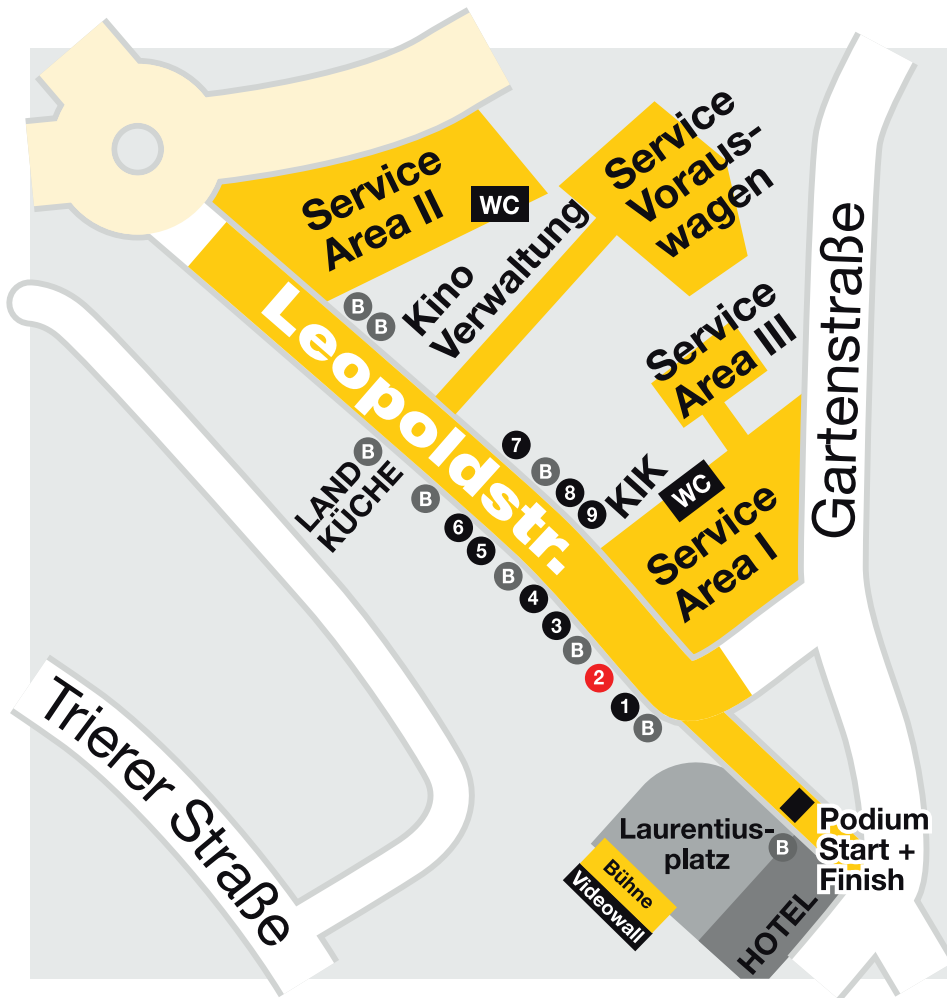 Service
Area II
WC
Service
Voraus-
wagen
Kino
Verwaltung
Gartenstraße
Service
Area III
B
B
Leopoldstr.
7
B
8
9
KIK
WC
Service
Area I
B
LAND
KÜCHE
B
6
5
B
4
3
B
2
1
B
Trierer Straße
Laurentius-
platz
B
Podium
Start +
Finish
Bühne
Videowall
HOTEL